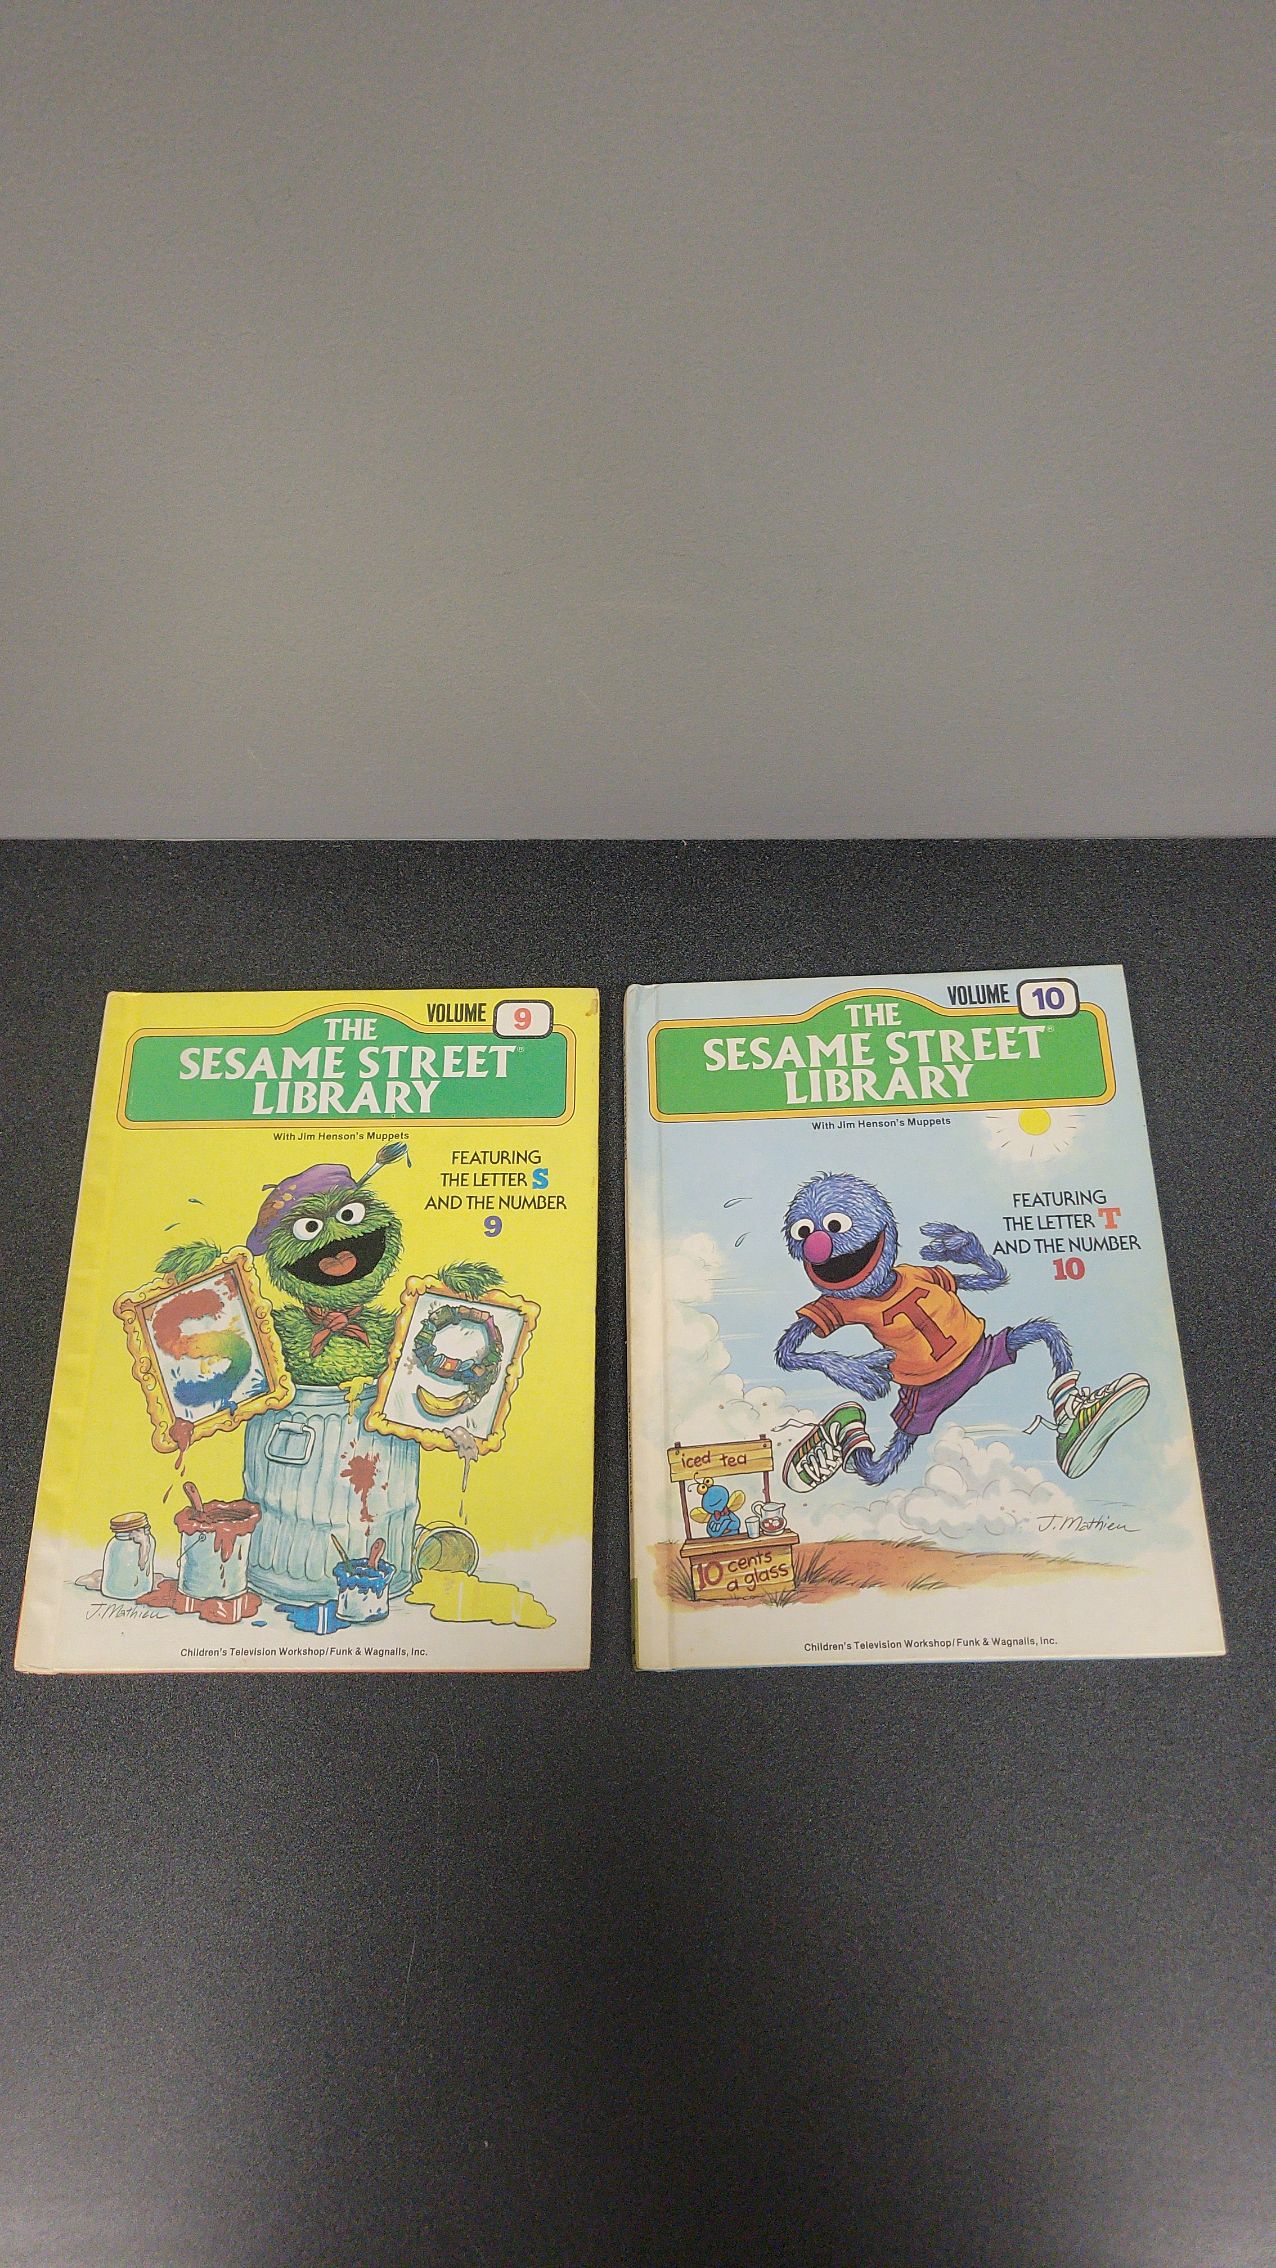 VOLUME 9
THE
SESAME STREET®
LIBRARY
With Jim Henson's Muppets
FEATURING
THE LETTER S
AND THE NUMBER
9
S
9
J. Mathieu
Children's Television Workshop/Funk & Wagnalls, Inc.
VOLUME 10
THE
SESAME STREET®
LIBRARY
With Jim Henson's Muppets
FEATURING
THE LETTER T
AND THE NUMBER
10
T
iced tea
10 cents
a glass
J. Mathieu
Children's Television Workshop/Funk & Wagnalls, Inc.